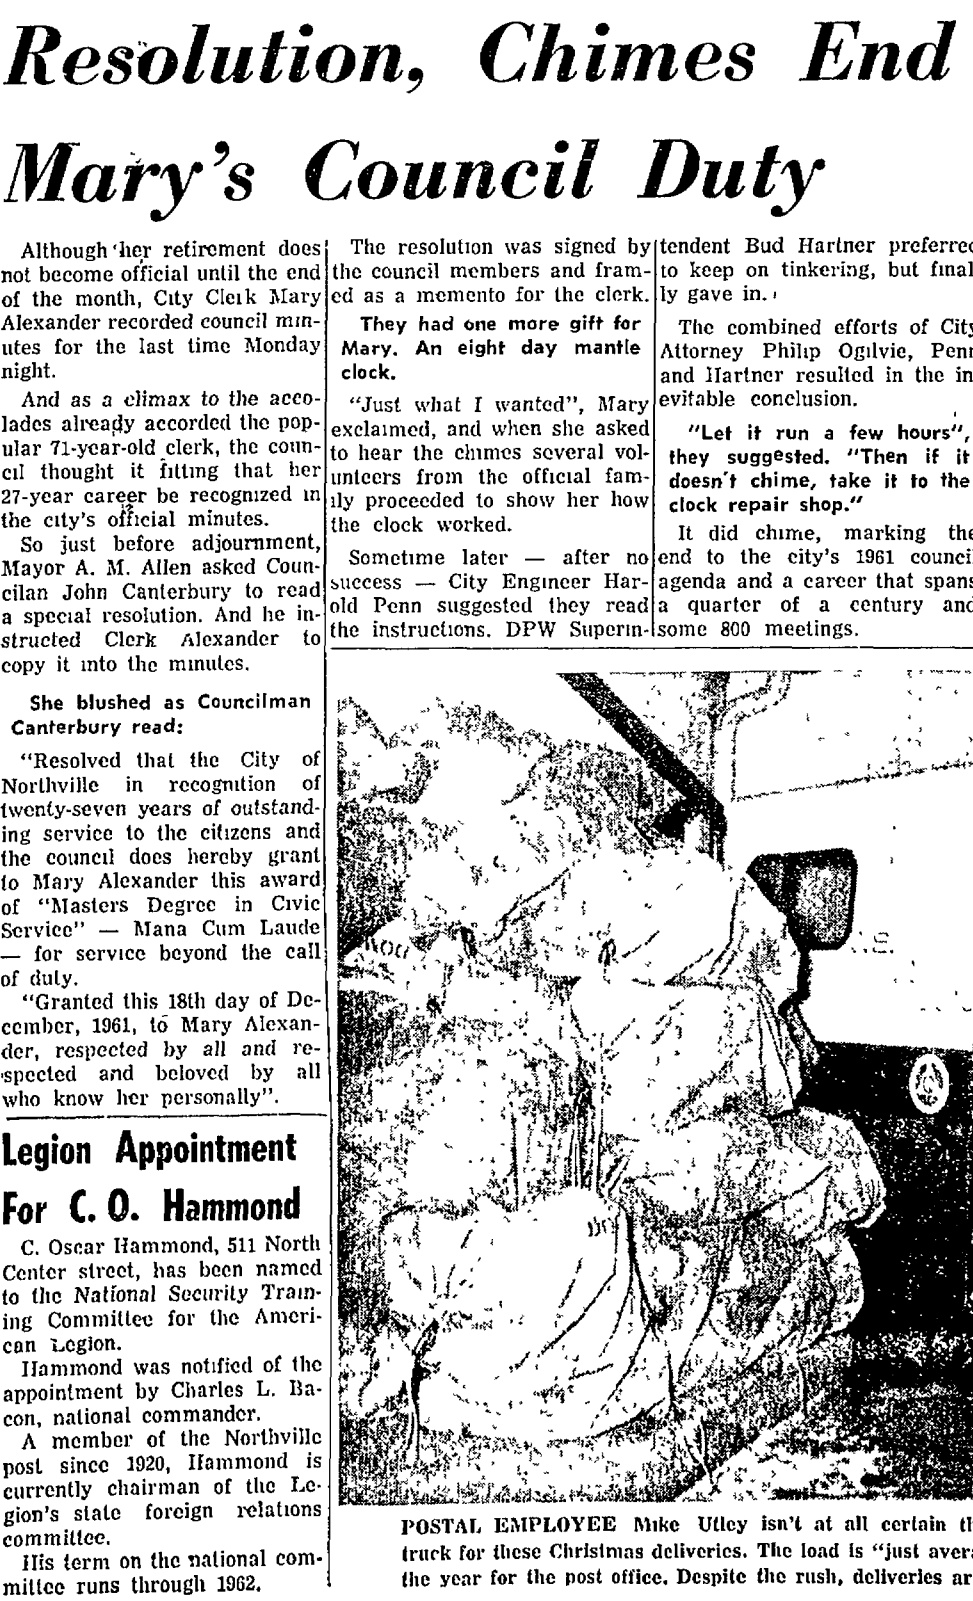 Resolution, Chimes End
Mary's Council Duty
Although her retirement does
not become official until the end
of the month, City Clerk Mary
Alexander recorded council min-
utes for the last time Monday
night.
And as a climax to the acco-
lades already accorded the pop-
ular 71-year-old clerk, the coun-
cil thought it fitting that her
27-year career be recognized in
the city's official minutes.
So just before adjournment,
Mayor A. M. Allen asked Coun-
cilan John Canterbury to read
a special resolution. And he in-
structed Clerk Alexander to
copy it into the minutes.
She blushed as Councilman
Canterbury read:
"Resolved that the City of
Northville in recognition of
twenty-seven years of outstand-
ing service to the citizens and
the council does hereby grant
to Mary Alexander this award
of "Masters Degree in Civic
Service" — Mana Cum Laude
— for service beyond the call
of duty.
"Granted this 18th day of De-
cember, 1961, to Mary Alexan-
der, respected by all and re-
spected and beloved by all
who know her personally".
The resolution was signed by
the council members and fram-
ed as a memento for the clerk.
They had one more gift for
Mary. An eight day mantle
clock.
"Just what I wanted", Mary
exclaimed, and when she asked
to hear the chimes several vol-
unteers from the official fam-
ily proceeded to show her how
the clock worked.
Sometime later — after no
success — City Engineer Har-
old Penn suggested they read
the instructions. DPW Superin-
tendent Bud Hartner preferred
to keep on tinkering, but final
ly gave in.
The combined efforts of City
Attorney Philip Ogilvie, Penn
and Hartner resulted in the in
evitable conclusion.
"Let it run a few hours",
they suggested. "Then if it
doesn't chime, take it to the
clock repair shop."
It did chime, marking the
end to the city's 1961 council
agenda and a career that spans
a quarter of a century and
some 800 meetings.
Legion Appointment
For C. O. Hammond
C. Oscar Hammond, 511 North
Center street, has been named
to the National Security Train-
ing Committee for the Ameri-
can Legion.
Hammond was notified of the
appointment by Charles L. Ba-
con, national commander.
A member of the Northville
post since 1920, Hammond is
currently chairman of the Le-
gion's state foreign relations
committee.
His term on the national com-
mittee runs through 1962.
POSTAL EMPLOYEE Mike Utley isn't at all certain th
truck for these Christmas deliveries. The load is "just avera
the year for the post office. Despite the rush, deliveries ar